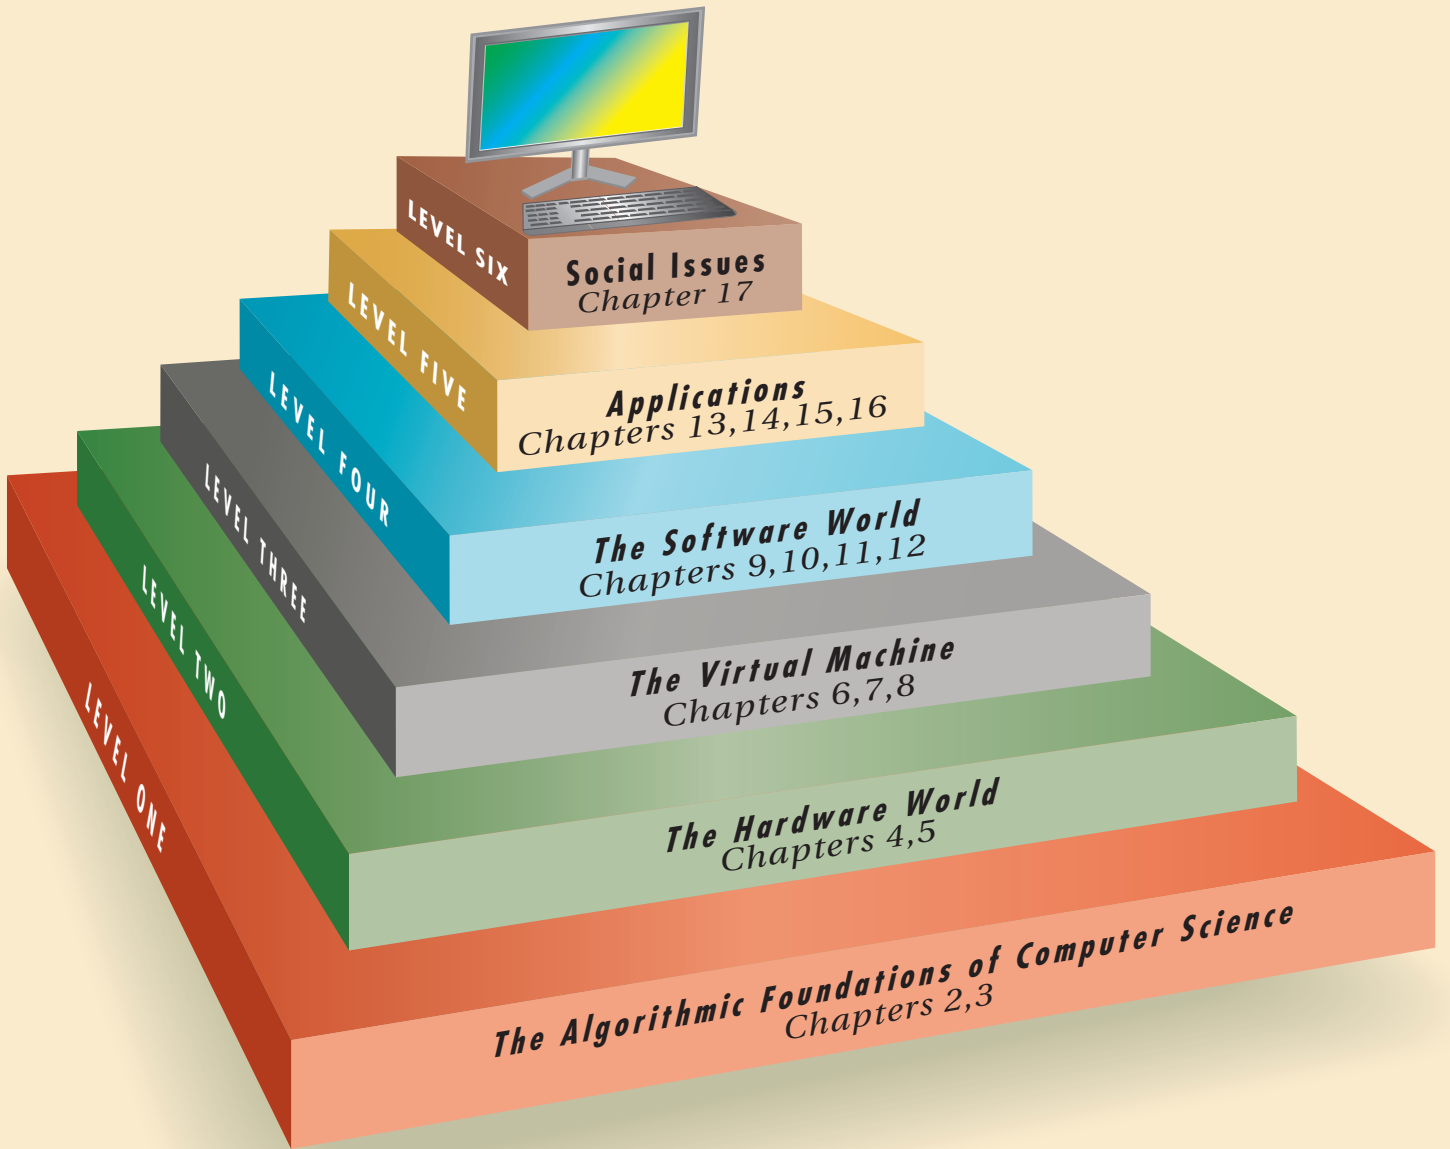 LEVEL SIX
Social Issues
Chapter 17
LEVEL FIVE
Applications
Chapters 13,14,15,16
LEVEL FOUR
The Software World
Chapters 9,10,11,12
LEVEL THREE
The Virtual Machine
Chapters 6,7,8
LEVEL TWO
The Hardware World
Chapters 4,5
LEVEL ONE
The Algorithmic Foundations of Computer Science
Chapters 2,3